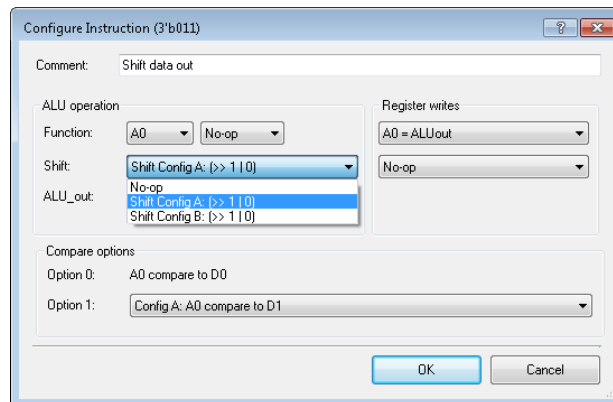 Configure Instruction (3'b011)
Comment: Shift data out
ALU operation
Function: A0 No-op
Shift: Shift Config A: (>> 1 | 0)
No-op
Shift Config A: (>> 1 | 0)
Shift Config B: (>> 1 | 0)
ALU_out:
Register writes
A0 = ALUout
No-op
Compare options
Option 0: A0 compare to D0
Option 1: Config A: A0 compare to D1
OK Cancel